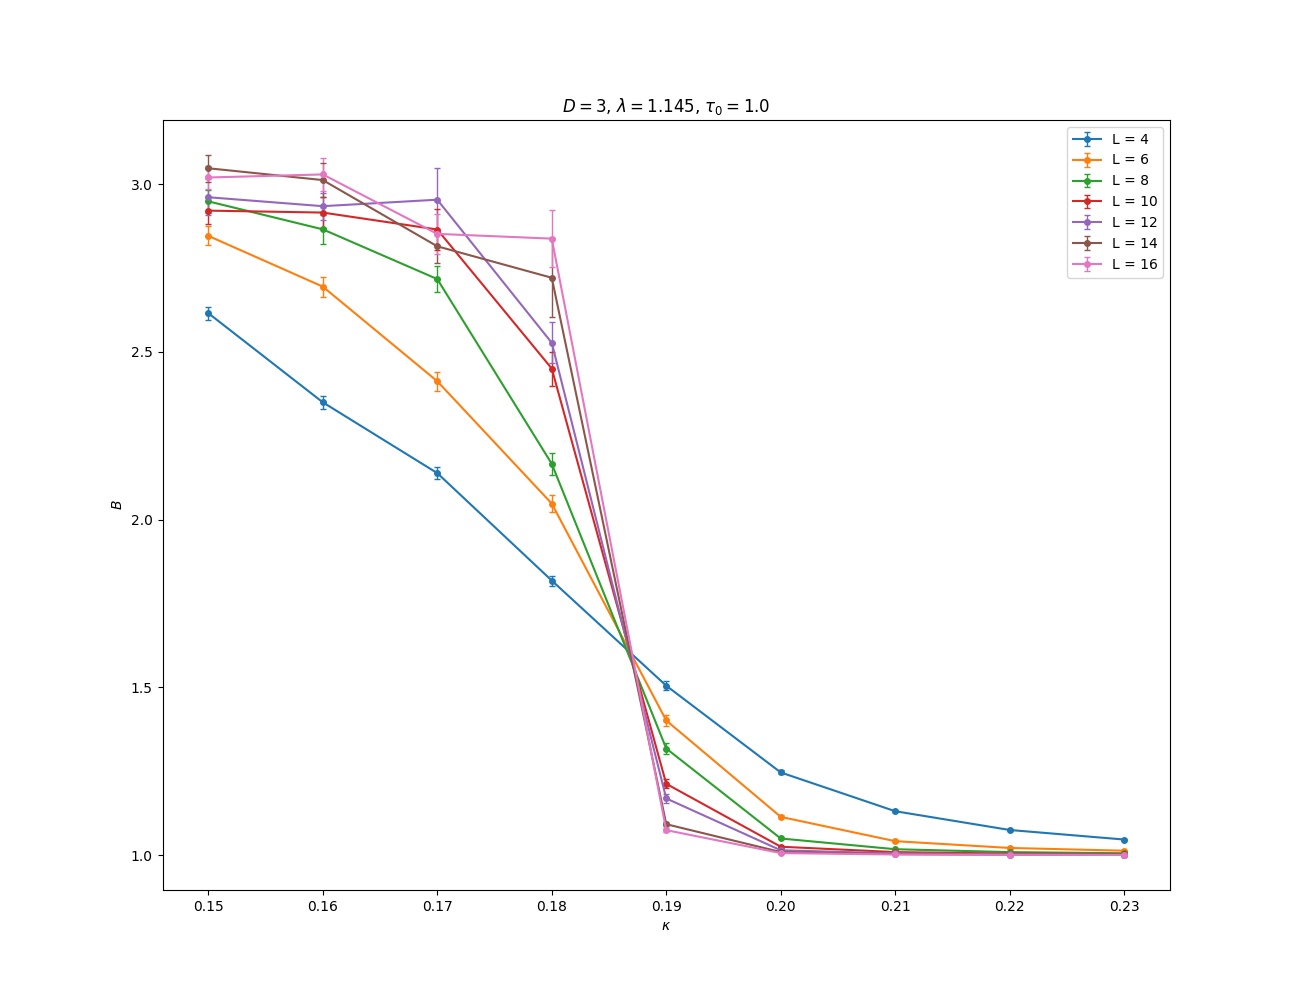 D = 3, λ = 1.145, τ₀ = 1.0
L = 4
L = 6
L = 8
L = 10
L = 12
L = 14
L = 16
3.0
2.5
2.0
1.5
1.0
B
0.15 0.16 0.17 0.18 0.19 0.20 0.21 0.22 0.23
κ